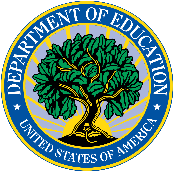 DEPARTMENT OF EDUCATION
UNITED STATES OF AMERICA